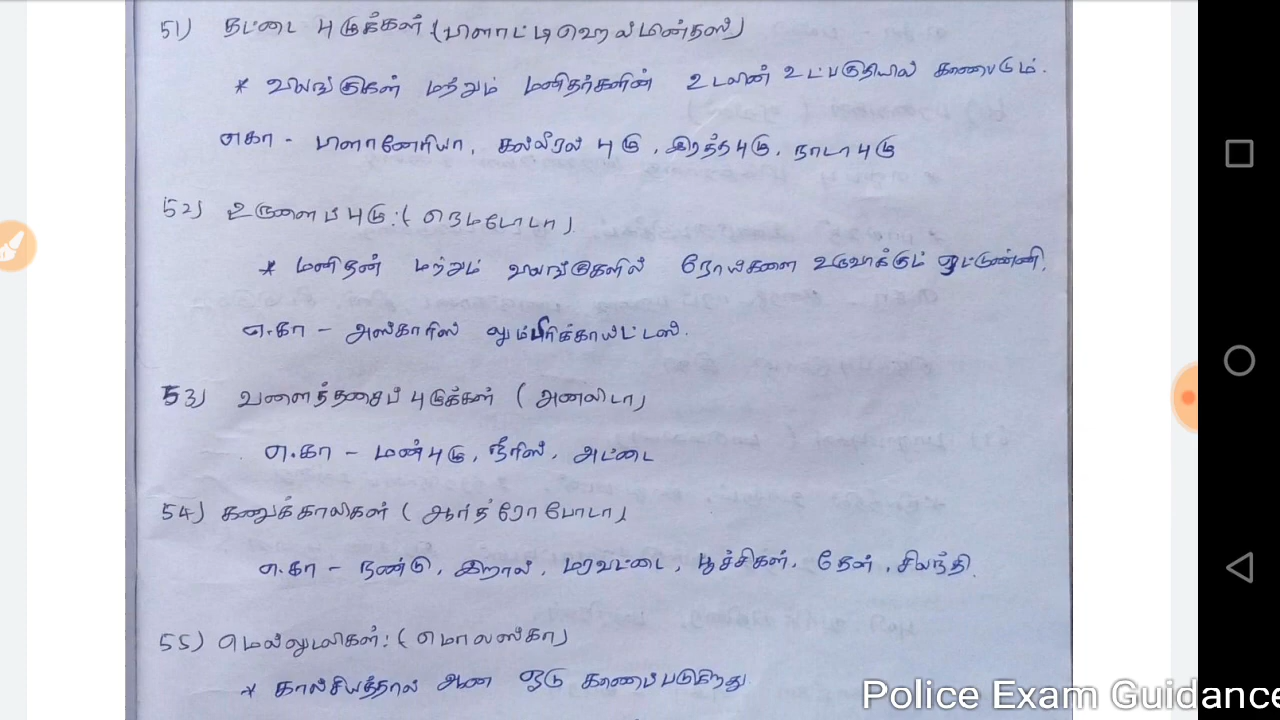 51) தட்டை புழுக்கள் (பிளாட்டிஹெல்மின்தஸ்)
* விலங்குகள் மற்றும் மனிதர்களின் உடலின் உட்பகுதியில் காணப்படும்.
எ.கா - பிளானேரியா, கல்லீரல் புழு, இரத்தபுழு, நாடாபுழு
52) உருளைப்புழு:( நெமடோடா)
* மனிதன் மற்றும் விலங்குகளில் நோய்களை உருவாக்கும் ஒட்டுண்ணி.
எ.கா - அஸ்காரிஸ் லும்பிரிக்காய்ட்டஸ்.
53) வளைத்தசைப் புழுக்கள் (அனலிடா)
எ.கா - மண்புழு, நீரிஸ், அட்டை
54) கணுக்காலிகள் (ஆர்த்ரோபோடா)
எ.கா - நண்டு, இறால், மரவட்டை, பூச்சிகள், தேள், சிலந்தி.
55) மெல்லுடலிகள்:( மொலஸ்கா)
* கால்சியத்தால் ஆன ஓடு காணப்படுகிறது.
Police Exam Guidance